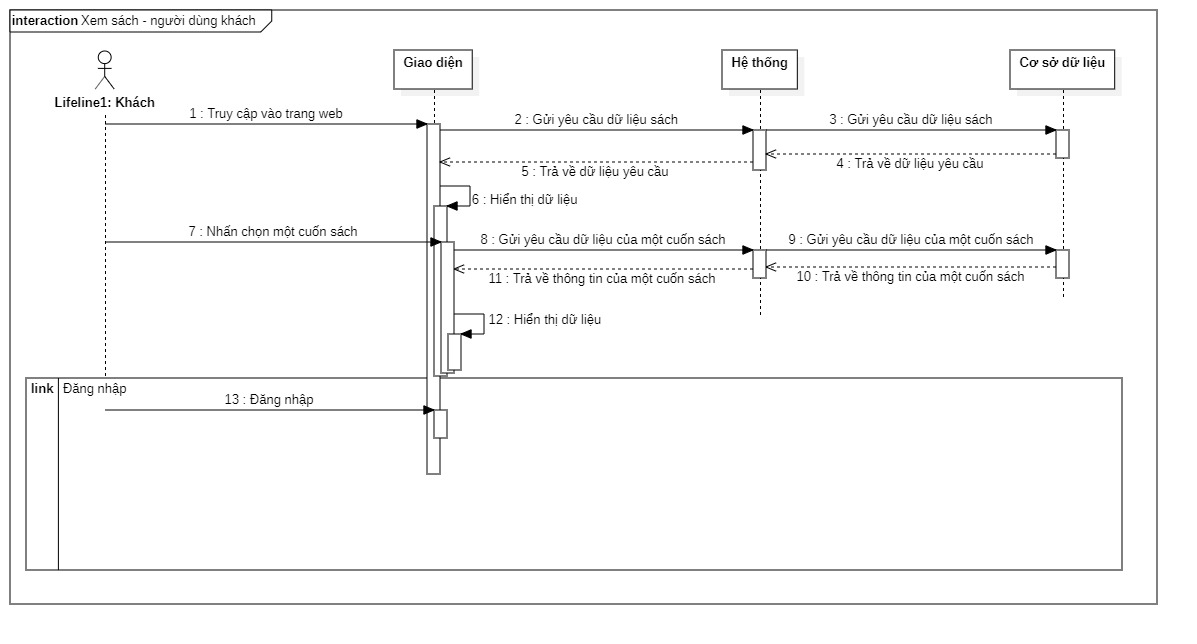 interaction Xem sách - người dùng khách
Giao diện
Hệ thống
Cơ sở dữ liệu
Lifeline1: Khách
1 : Truy cập vào trang web
2 : Gửi yêu cầu dữ liệu sách
3 : Gửi yêu cầu dữ liệu sách
4 : Trả về dữ liệu yêu cầu
5 : Trả về dữ liệu yêu cầu
6 : Hiển thị dữ liệu
7 : Nhấn chọn một cuốn sách
8 : Gửi yêu cầu dữ liệu của một cuốn sách
9 : Gửi yêu cầu dữ liệu của một cuốn sách
10 : Trả về thông tin của một cuốn sách
11 : Trả về thông tin của một cuốn sách
12 : Hiển thị dữ liệu
link Đăng nhập
13 : Đăng nhập